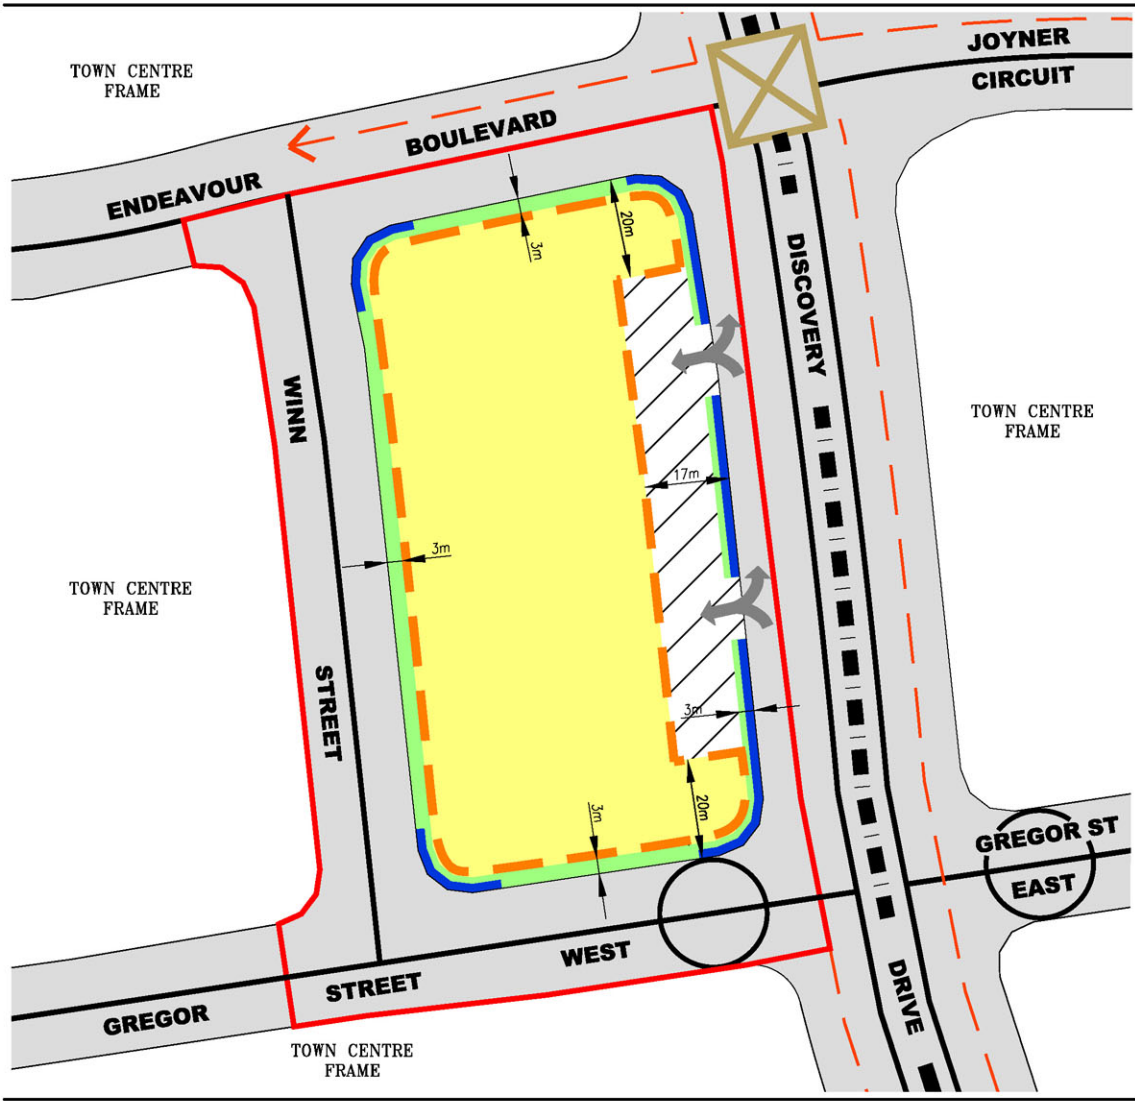 JOYNER
CIRCUIT
TOWN CENTRE
FRAME
ENDEAVOUR
BOULEVARD
20m
3m
DISCOVERY
WINN
TOWN CENTRE
FRAME
17m
3m
TOWN CENTRE
FRAME
STREET
3m
20m
3m
GREGOR ST
EAST
WEST
STREET
GREGOR
DRIVE
TOWN CENTRE
FRAME